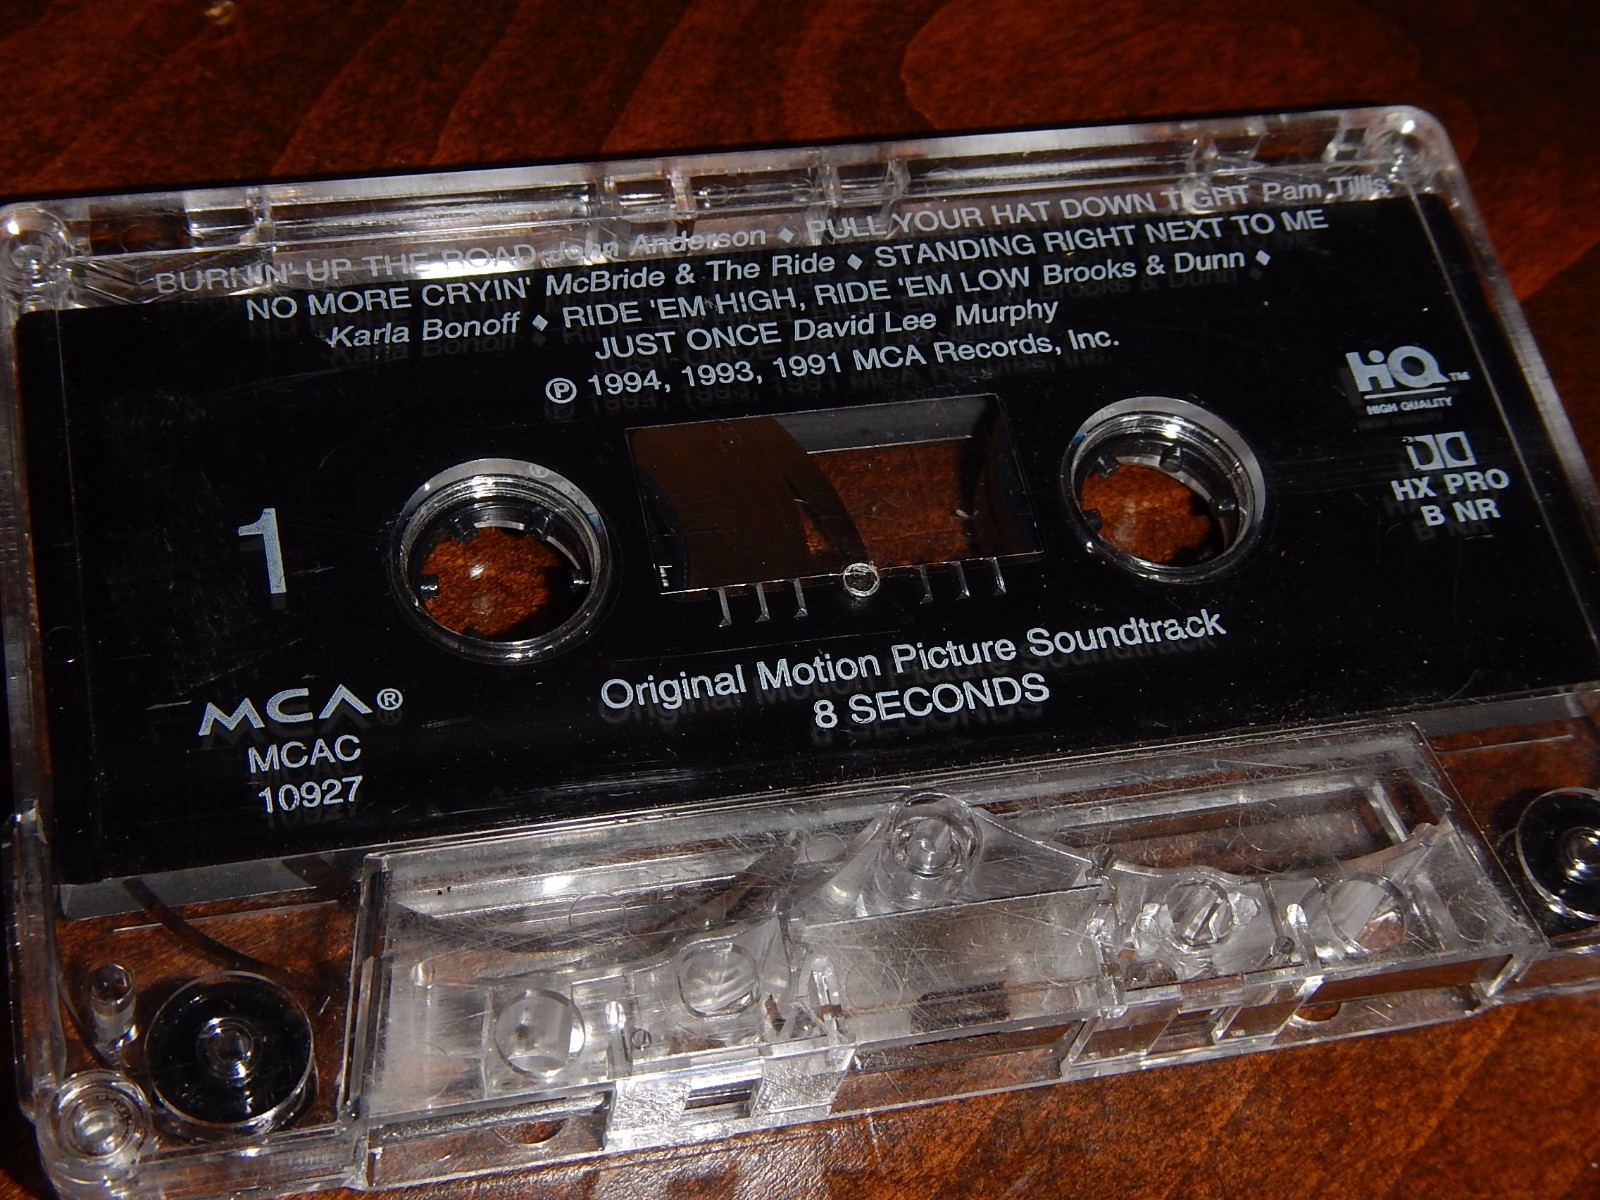 BURNIN' UP THE ROAD John Anderson ◆ PULL YOUR HAT DOWN TIGHT Pam Tillis
NO MORE CRYIN' McBride & The Ride ◆ STANDING RIGHT NEXT TO ME
Karla Bonoff ◆ RIDE 'EM HIGH, RIDE 'EM LOW Brooks & Dunn ◆
JUST ONCE David Lee Murphy
℗ 1994, 1993, 1991 MCA Records, Inc.
HiQ™
HIGH QUALITY
HX PRO
B NR
1
Original Motion Picture Soundtrack
8 SECONDS
MCA®
MCAC
10927